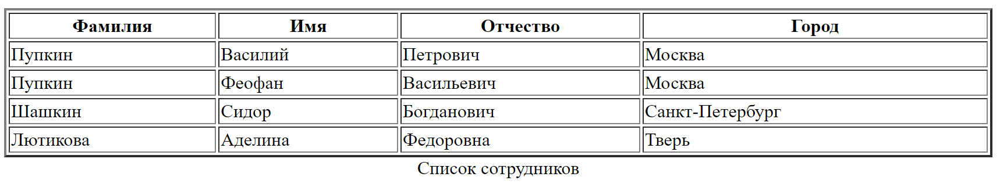 Фамилия Имя Отчество Город
Пупкин Василий Петрович Москва
Пупкин Феофан Васильевич Москва
Шашкин Сидор Богданович Санкт-Петербург
Лютикова Аделина Федоровна Тверь
Список сотрудников